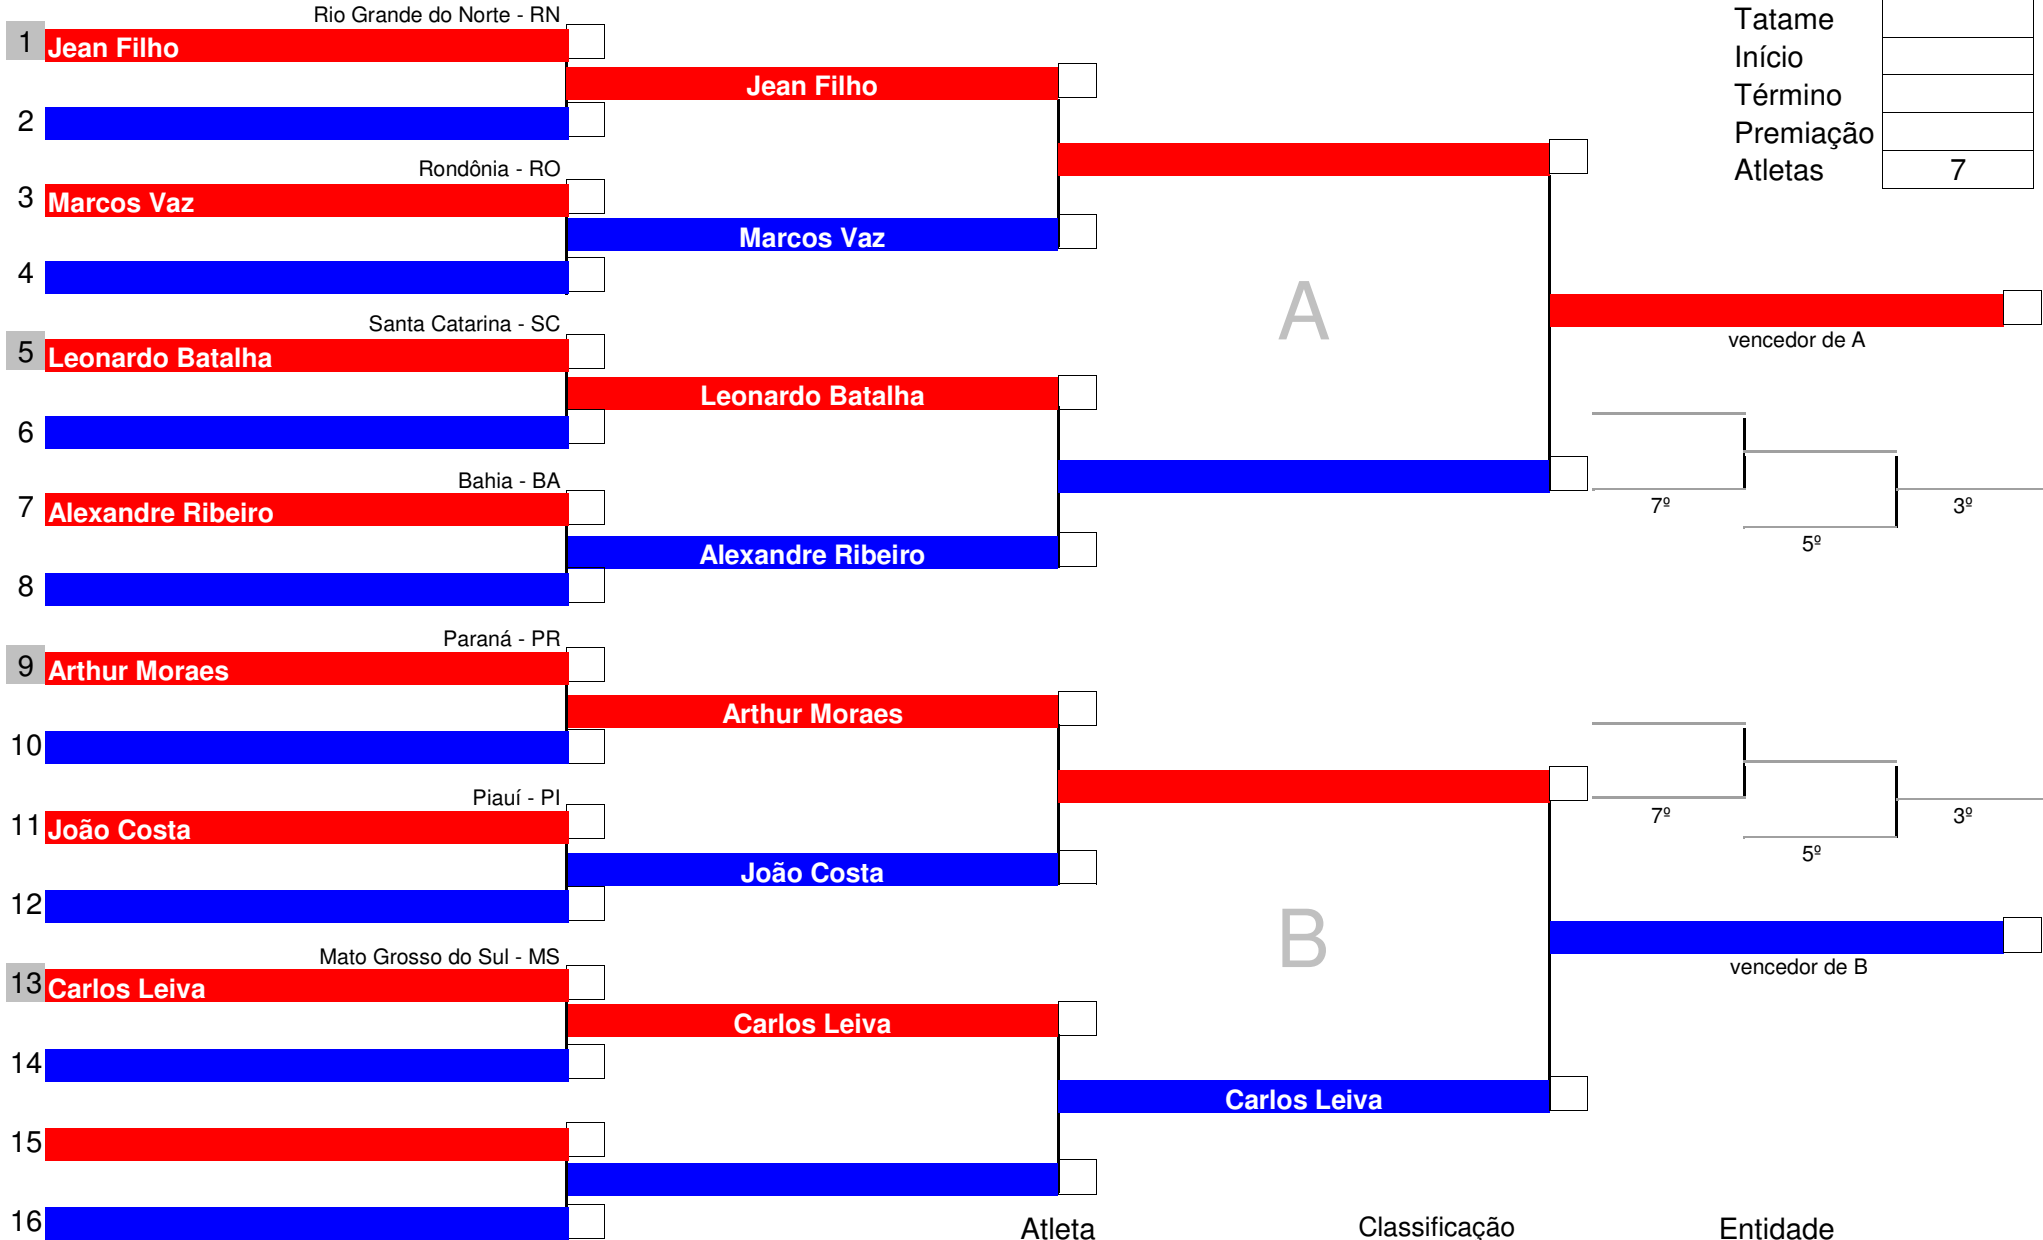 Rio Grande do Norte - RN
1 Jean Filho
Jean Filho
2
Rondônia - RO
3 Marcos Vaz
Marcos Vaz
4
Santa Catarina - SC
5 Leonardo Batalha
Leonardo Batalha
6
Bahia - BA
7 Alexandre Ribeiro
Alexandre Ribeiro
8
Paraná - PR
9 Arthur Moraes
Arthur Moraes
10
Piauí - PI
11 João Costa
João Costa
12
Mato Grosso do Sul - MS
13 Carlos Leiva
Carlos Leiva
14
Carlos Leiva
15
16
A
B
Tatame
Início
Término
Premiação
Atletas 7
vencedor de A
7º
3º
5º
7º
3º
5º
vencedor de B
Atleta Classificação Entidade